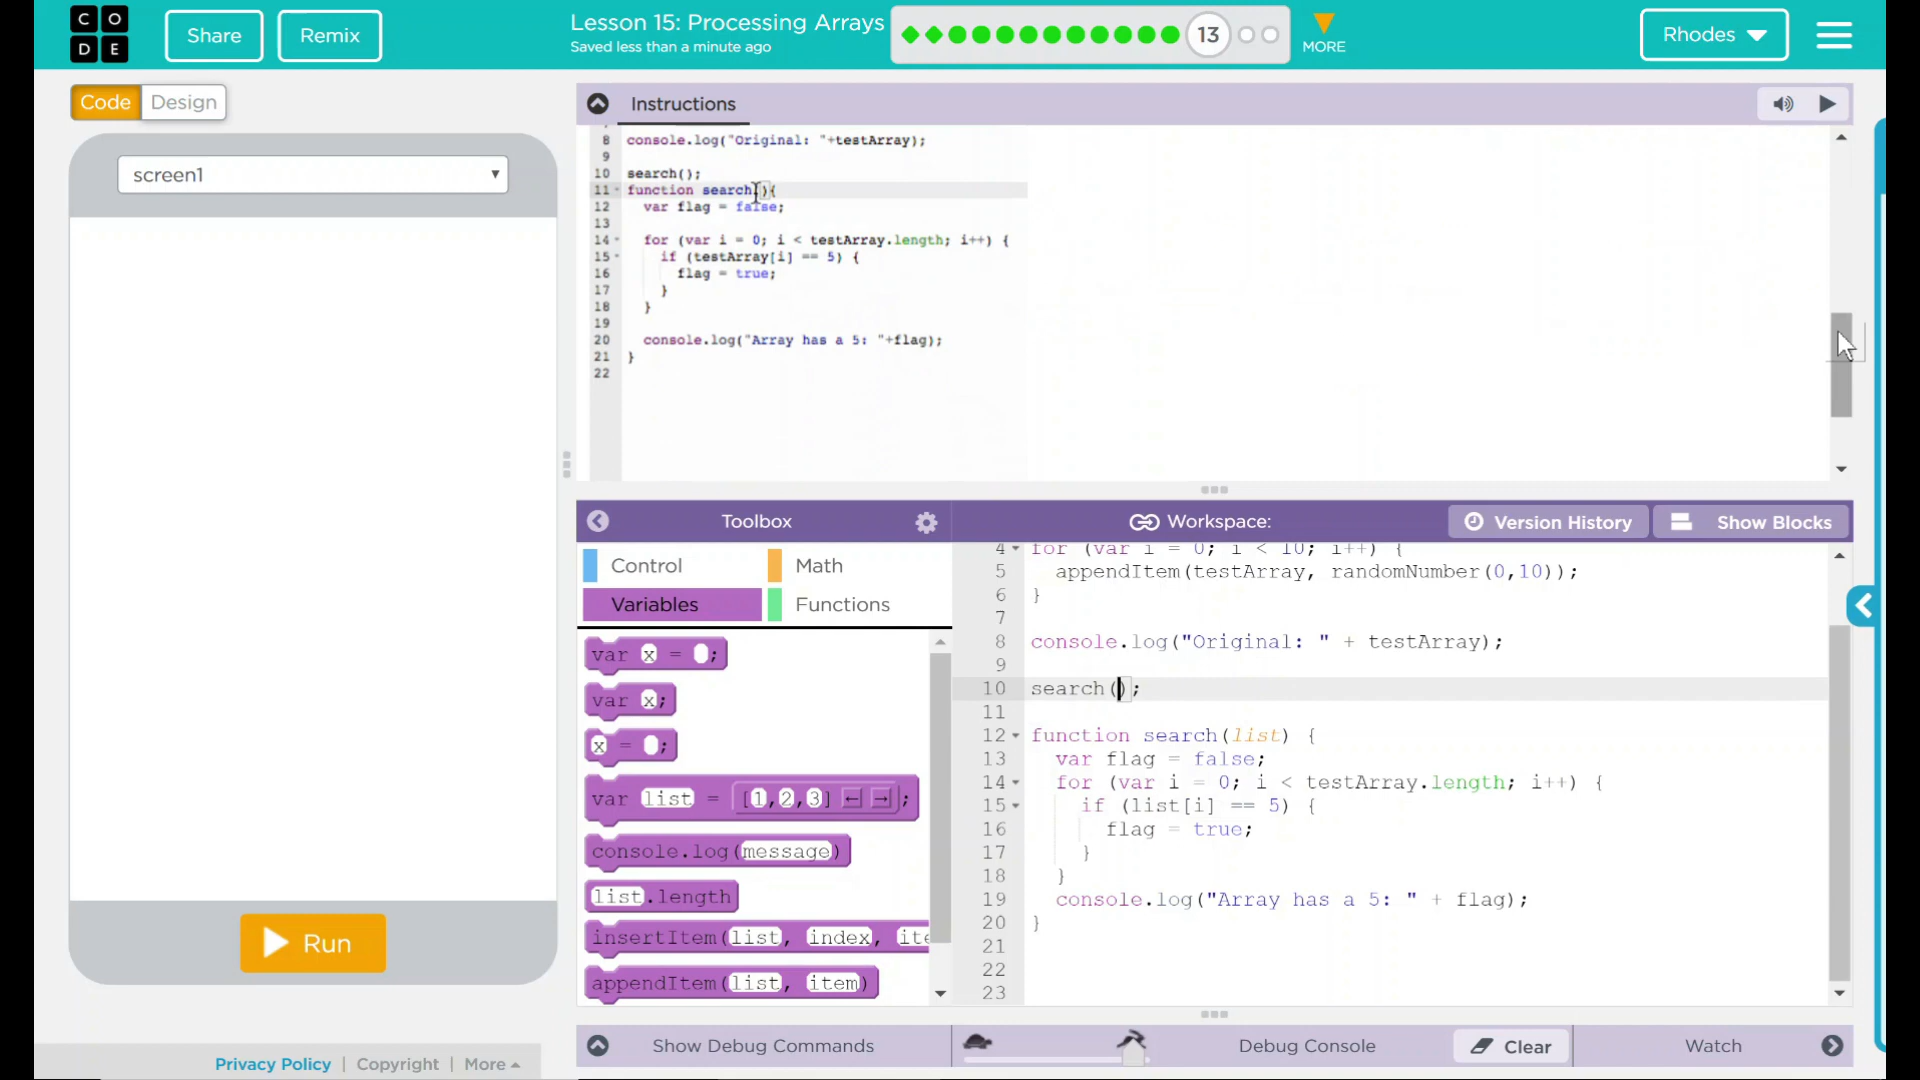 CODE
Share
Remix
Lesson 15: Processing Arrays
Saved less than a minute ago
13
MORE
Rhodes
Code
Design
screen1
Instructions
8 console.log("Original: "+testArray);
9
10 search();
11 function search(){
12 var flag = false;
13
14 for (var i = 0; i < testArray.length; i++) {
15 if (testArray[i] == 5) {
16 flag = true;
17 }
18 }
19
20 console.log("Array has a 5: "+flag);
21 }
22
Toolbox
Workspace:
Version History
Show Blocks
Control
Math
Variables
Functions
var x = ;
var x;
x = ;
var list = [1,2,3] ;
console.log(message)
list.length
insertItem(list, index, ite
appendItem(list, item)
4 for (var i = 0; i < 10; i++) {
5 appendItem(testArray, randomNumber(0,10));
6 }
7
8 console.log("Original: " + testArray);
9
10 search();
11
12 function search(list) {
13 var flag = false;
14 for (var i = 0; i < testArray.length; i++) {
15 if (list[i] == 5) {
16 flag = true;
17 }
18 }
19 console.log("Array has a 5: " + flag);
20 }
21
22
23
Run
Show Debug Commands
Debug Console
Clear
Watch
Privacy Policy | Copyright | More